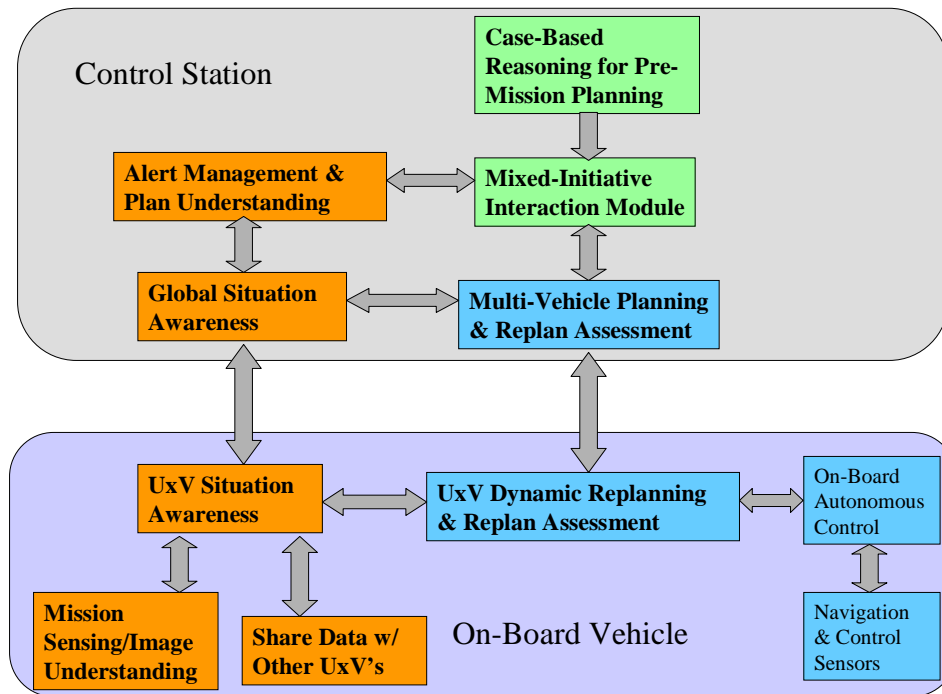 Control Station
Case-Based
Reasoning for Pre-
Mission Planning
Alert Management &
Plan Understanding
Mixed-Initiative
Interaction Module
Global Situation
Awareness
Multi-Vehicle Planning
& Replan Assessment
UxV Situation
Awareness
UxV Dynamic Replanning
& Replan Assessment
On-Board
Autonomous
Control
Mission
Sensing/Image
Understanding
Share Data w/
Other UxV's
On-Board Vehicle
Navigation
& Control
Sensors